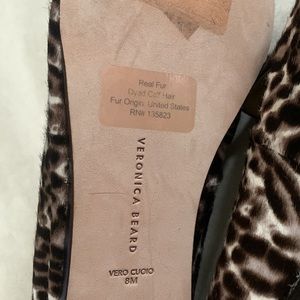 Real Fur
Dyed Calf Hair
Fur Origin: United States
RN# 135823
VERONICA BEARD
VERO CUOIO
8M